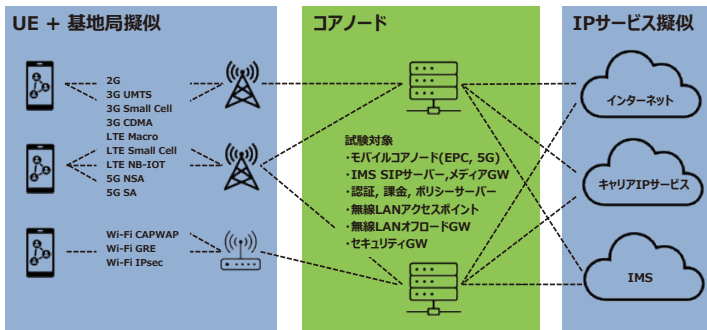 UE + 基地局擬似
コアノード
IPサービス擬似
2G
3G UMTS
3G Small Cell
3G CDMA
LTE Macro
LTE Small Cell
LTE NB-IOT
5G NSA
5G SA
Wi-Fi CAPWAP
Wi-Fi GRE
Wi-Fi IPsec
試験対象
・モバイルコアノード(EPC, 5G)
・IMS SIPサーバー,メディアGW
・認証, 課金, ポリシーサーバー
・無線LANアクセスポイント
・無線LANオフロードGW
・セキュリティGW
インターネット
キャリアIPサービス
IMS